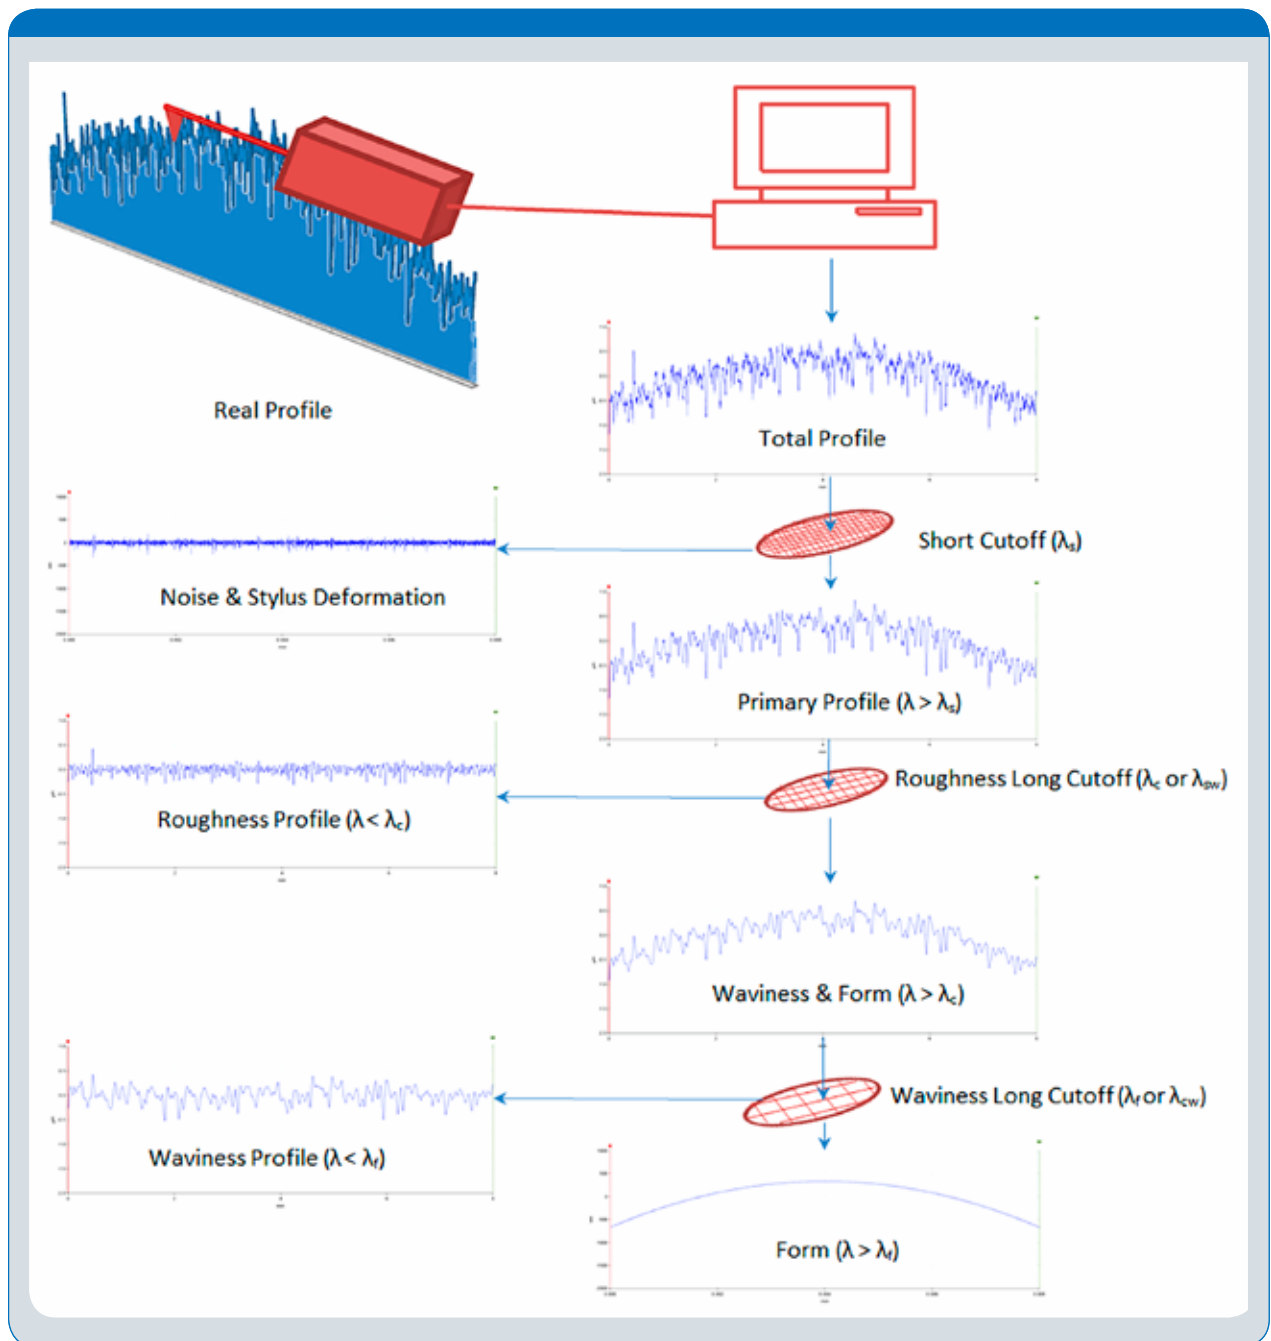 Real Profile
Total Profile
Short Cutoff (λs)
Noise & Stylus Deformation
Primary Profile (λ > λs)
Roughness Long Cutoff (λc or λsw)
Roughness Profile (λ < λc)
Waviness & Form (λ > λc)
Waviness Long Cutoff (λf or λcw)
Waviness Profile (λ < λf)
Form (λ > λf)